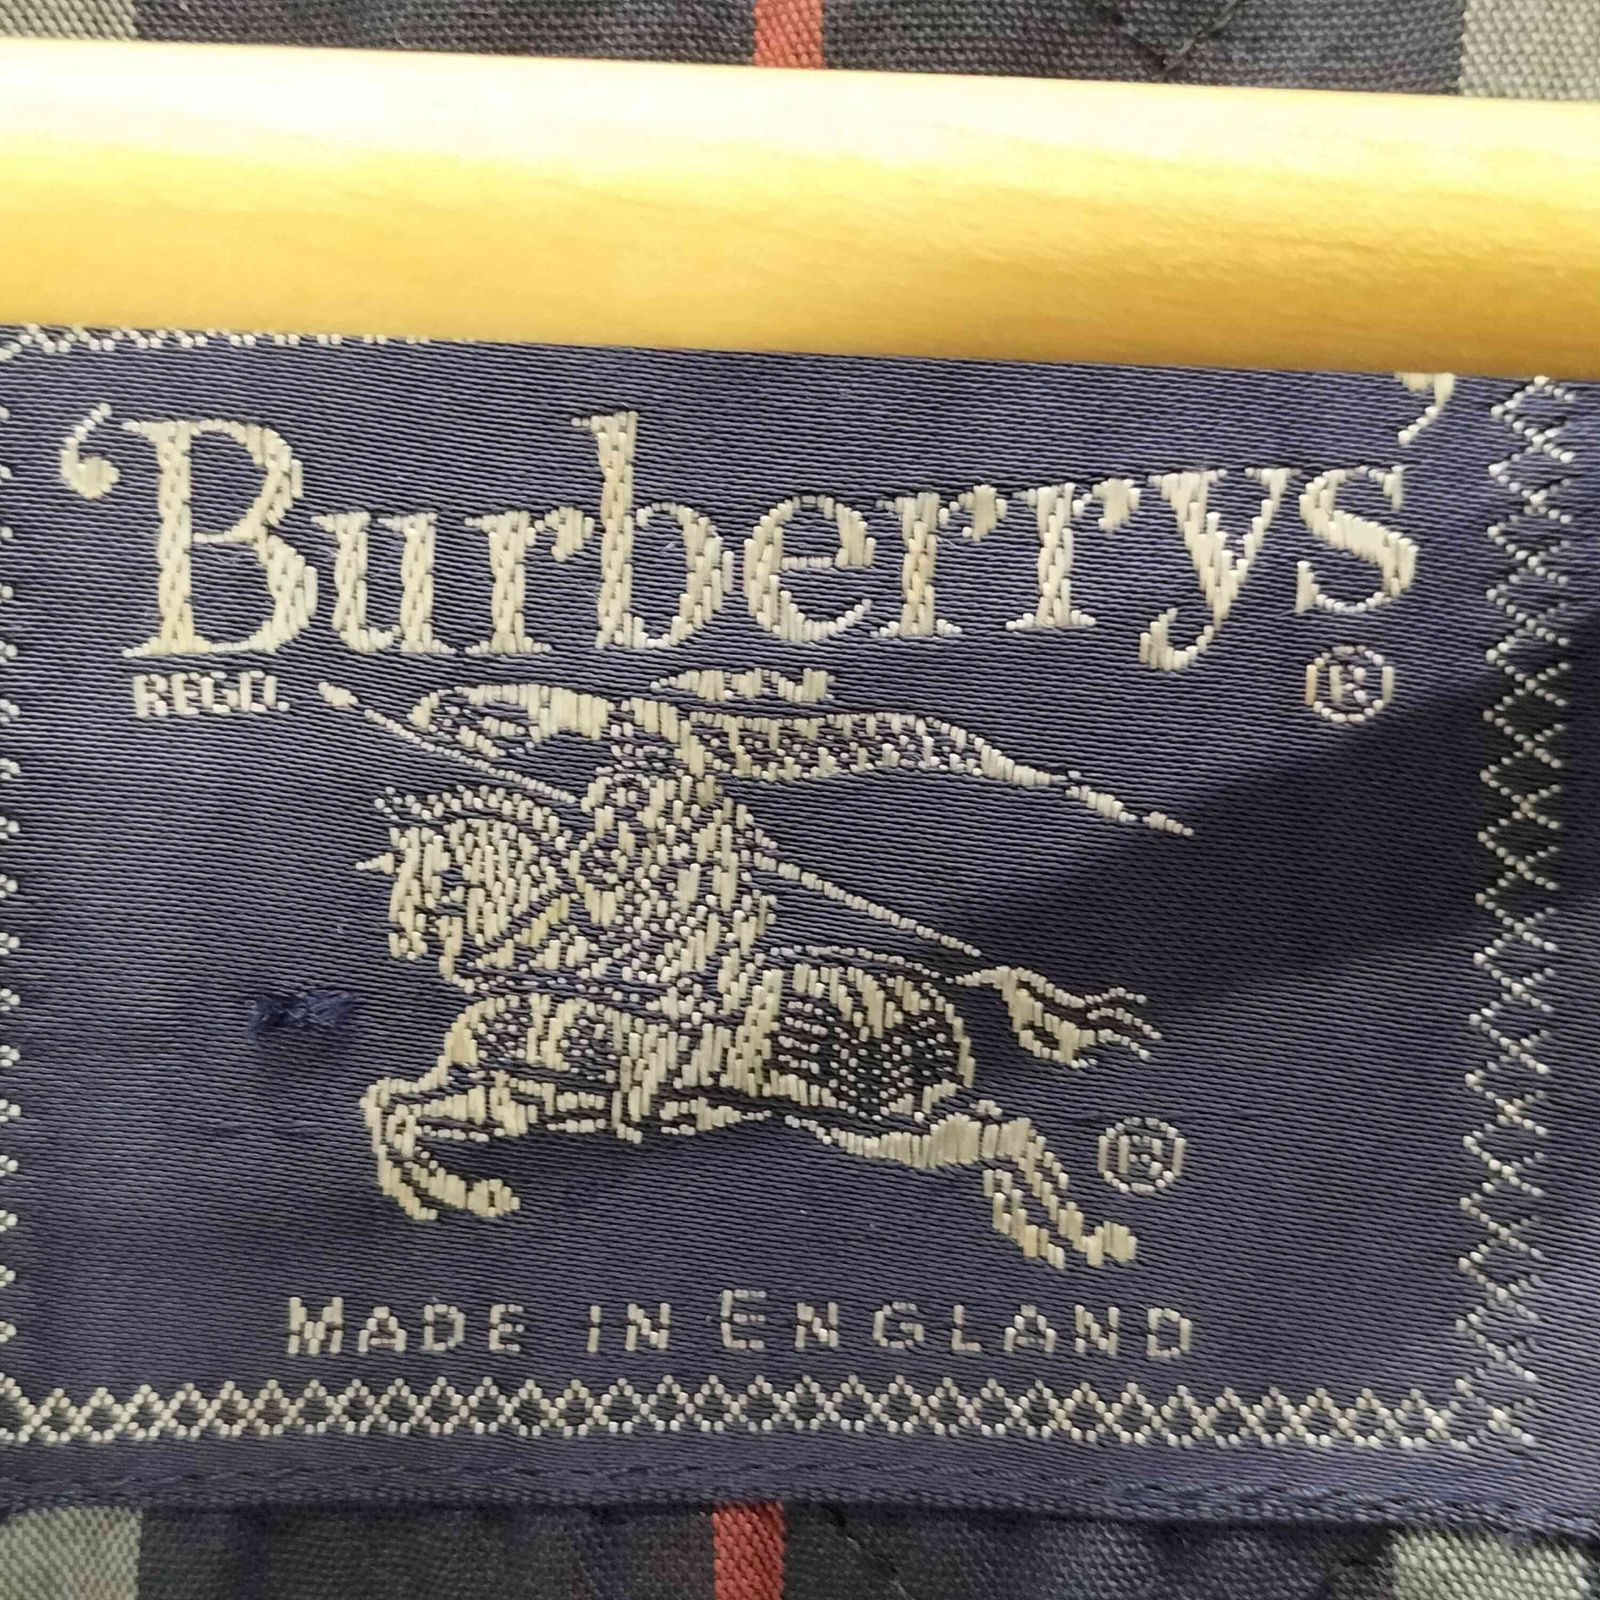 ‘Burberrys’
REGD. ®
®
MADE IN ENGLAND